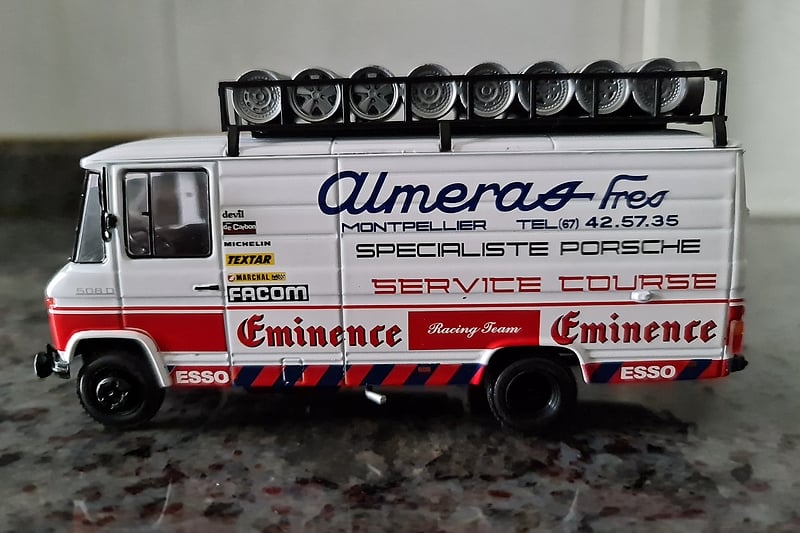 almeras Fres
MONTPELLIER TEL(67) 42.57.35
SPECIALISTE PORSCHE
SERVICE COURSE
devil
de Carbon
MICHELIN
TEXTAR
MARCHAL
FACOM
508 D
Eminence Racing Team Eminence
ESSO ESSO